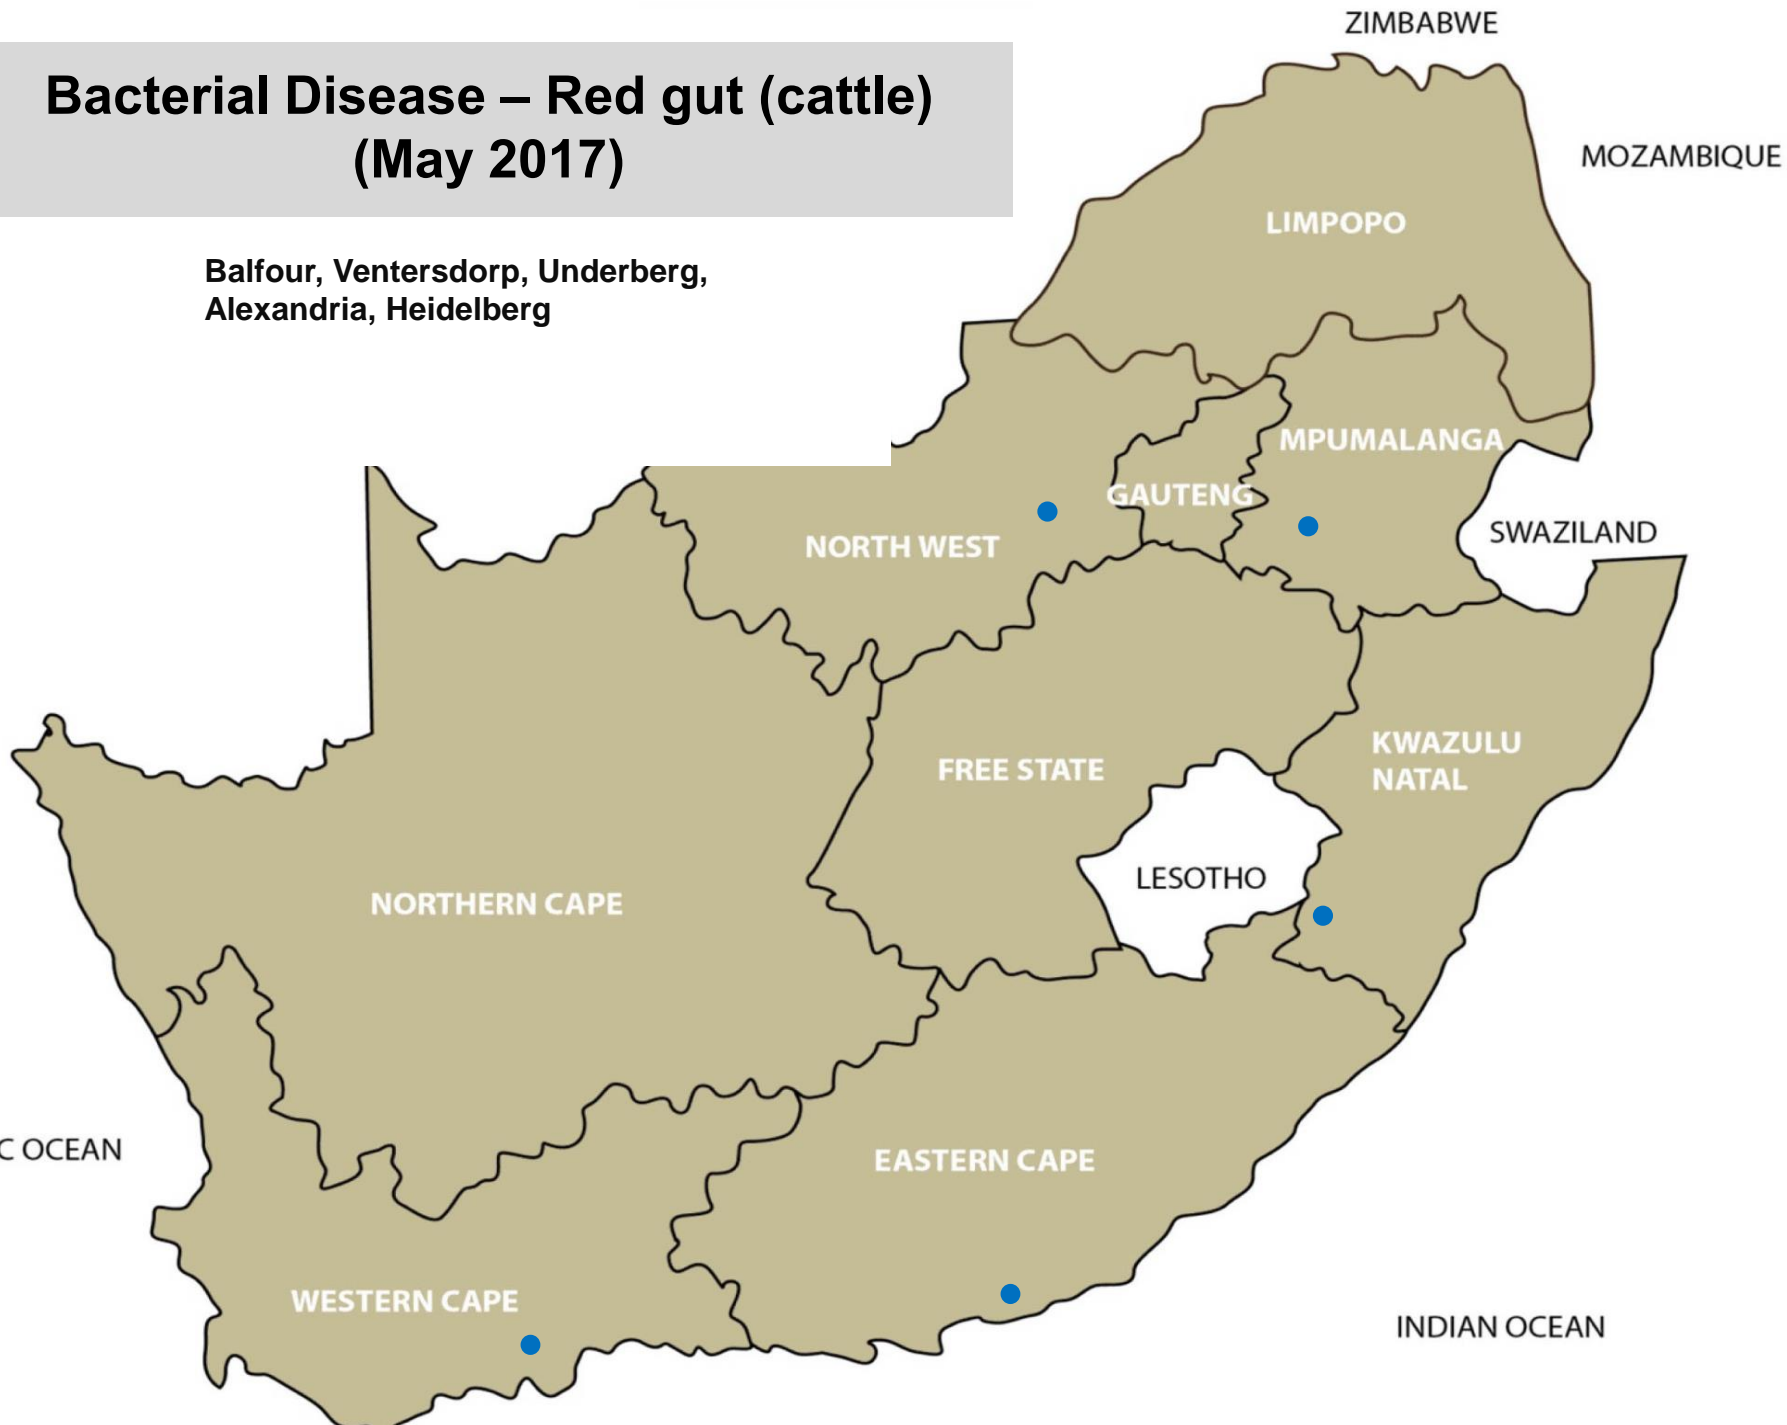 ZIMBABWE
Bacterial Disease – Red gut (cattle)
(May 2017)
MOZAMBIQUE
LIMPOPO
Balfour, Ventersdorp, Underberg,
Alexandria, Heidelberg
MPUMALANGA
GAUTENG
SWAZILAND
NORTH WEST
KWAZULU
NATAL
FREE STATE
LESOTHO
NORTHERN CAPE
C OCEAN
EASTERN CAPE
WESTERN CAPE
INDIAN OCEAN